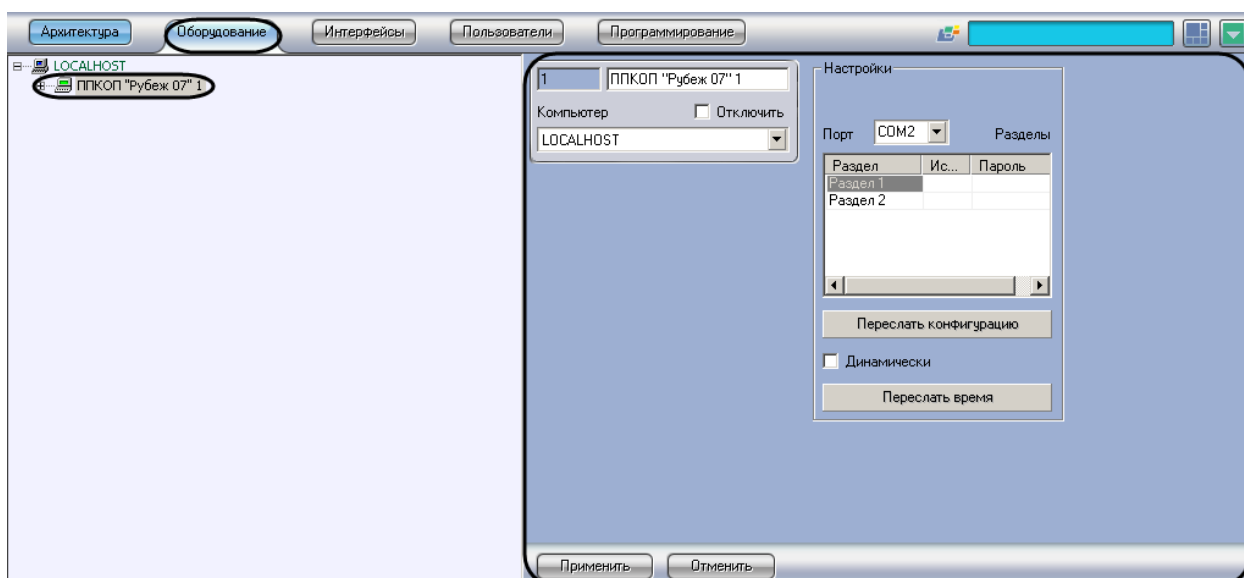 Архитектура Оборудование Интерфейсы Пользователи Программирование
LOCALHOST
ППКОП "Рубеж 07" 1
1 ППКОП "Рубеж 07" 1
Компьютер Отключить
LOCALHOST
Настройки
Порт COM2 Разделы
Раздел Ис... Пароль
Раздел 1
Раздел 2
Переслать конфигурацию
Динамически
Переслать время
Применить Отменить